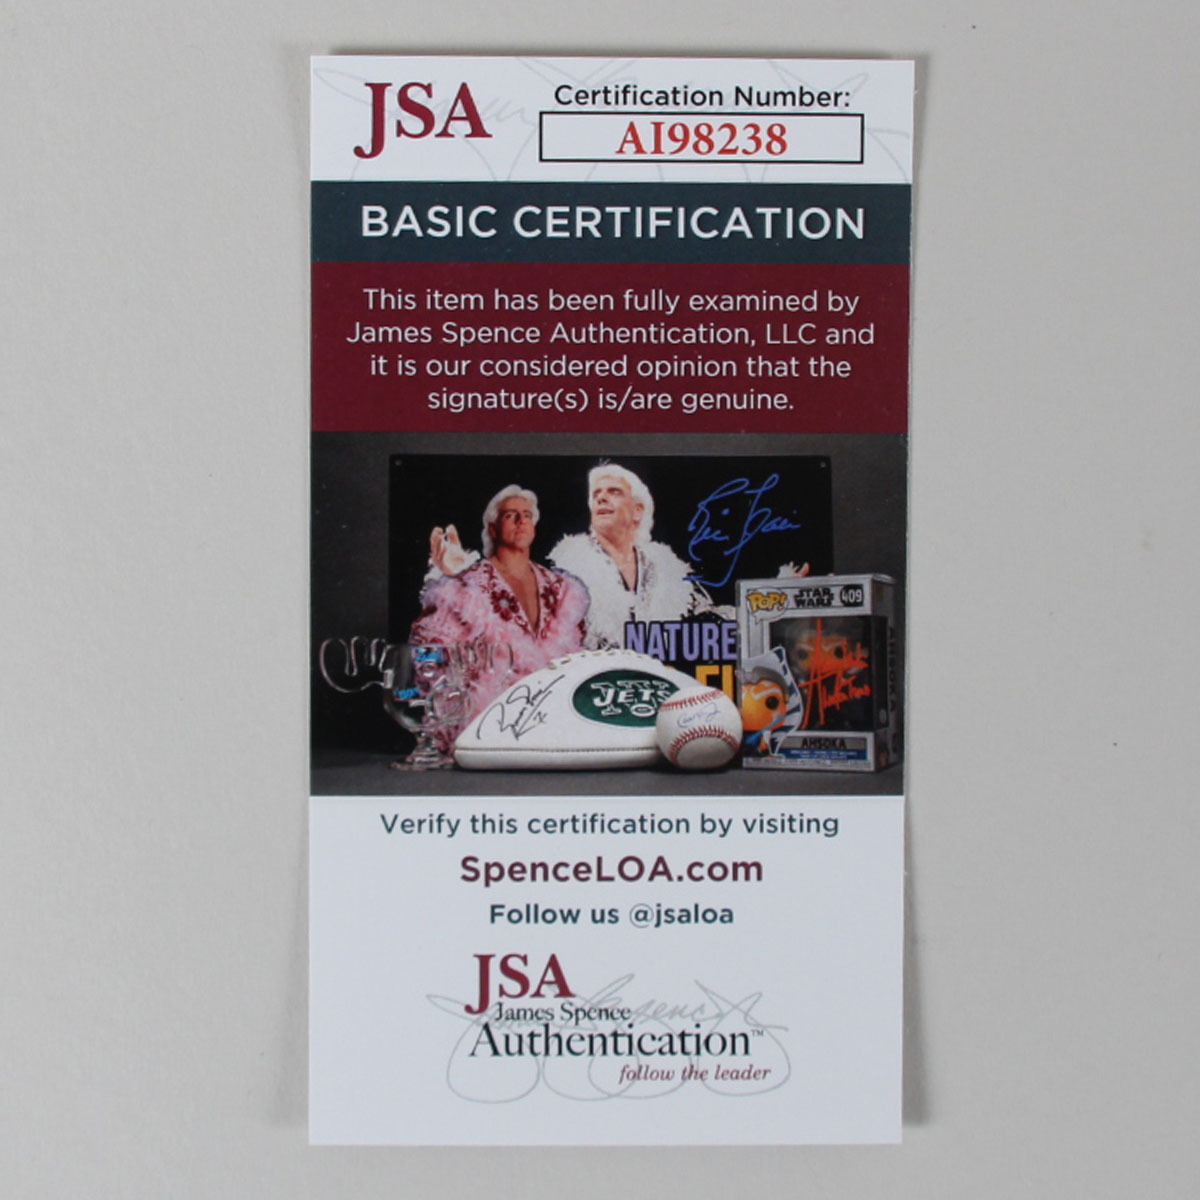 JSA
Certification Number:
AI98238
BASIC CERTIFICATION
This item has been fully examined by
James Spence Authentication, LLC and
it is our considered opinion that the
signature(s) is/are genuine.
NATURE
POP!
STAR
WARS
409
JETS
AHSOKA
Verify this certification by visiting
SpenceLOA.com
Follow us @jsaloa
JSA
James Spence
Authentication™
follow the leader